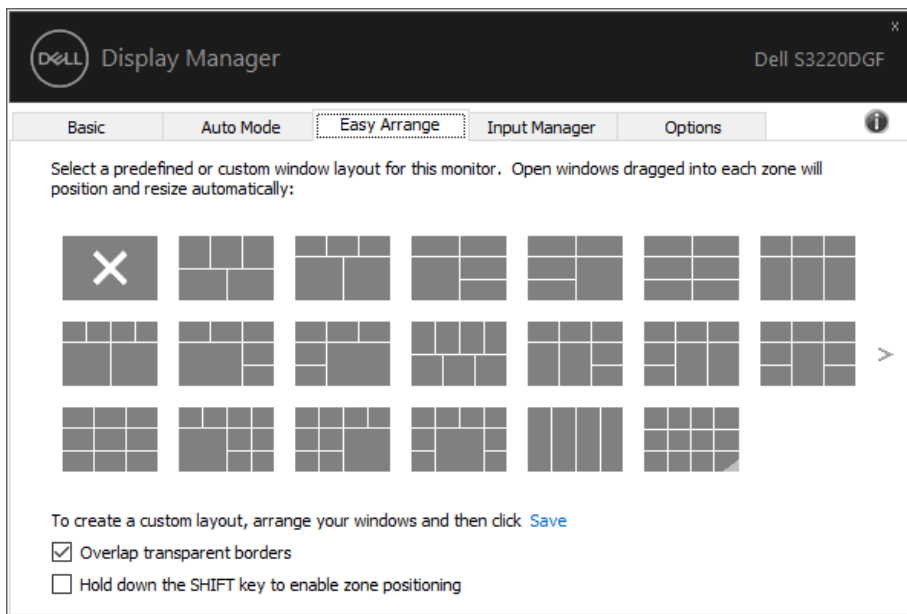 x
DELL
Display Manager
Dell S3220DGF
Basic
Auto Mode
Easy Arrange
Input Manager
Options
Select a predefined or custom window layout for this monitor. Open windows dragged into each zone will
position and resize automatically:
>
To create a custom layout, arrange your windows and then click Save
Overlap transparent borders
Hold down the SHIFT key to enable zone positioning